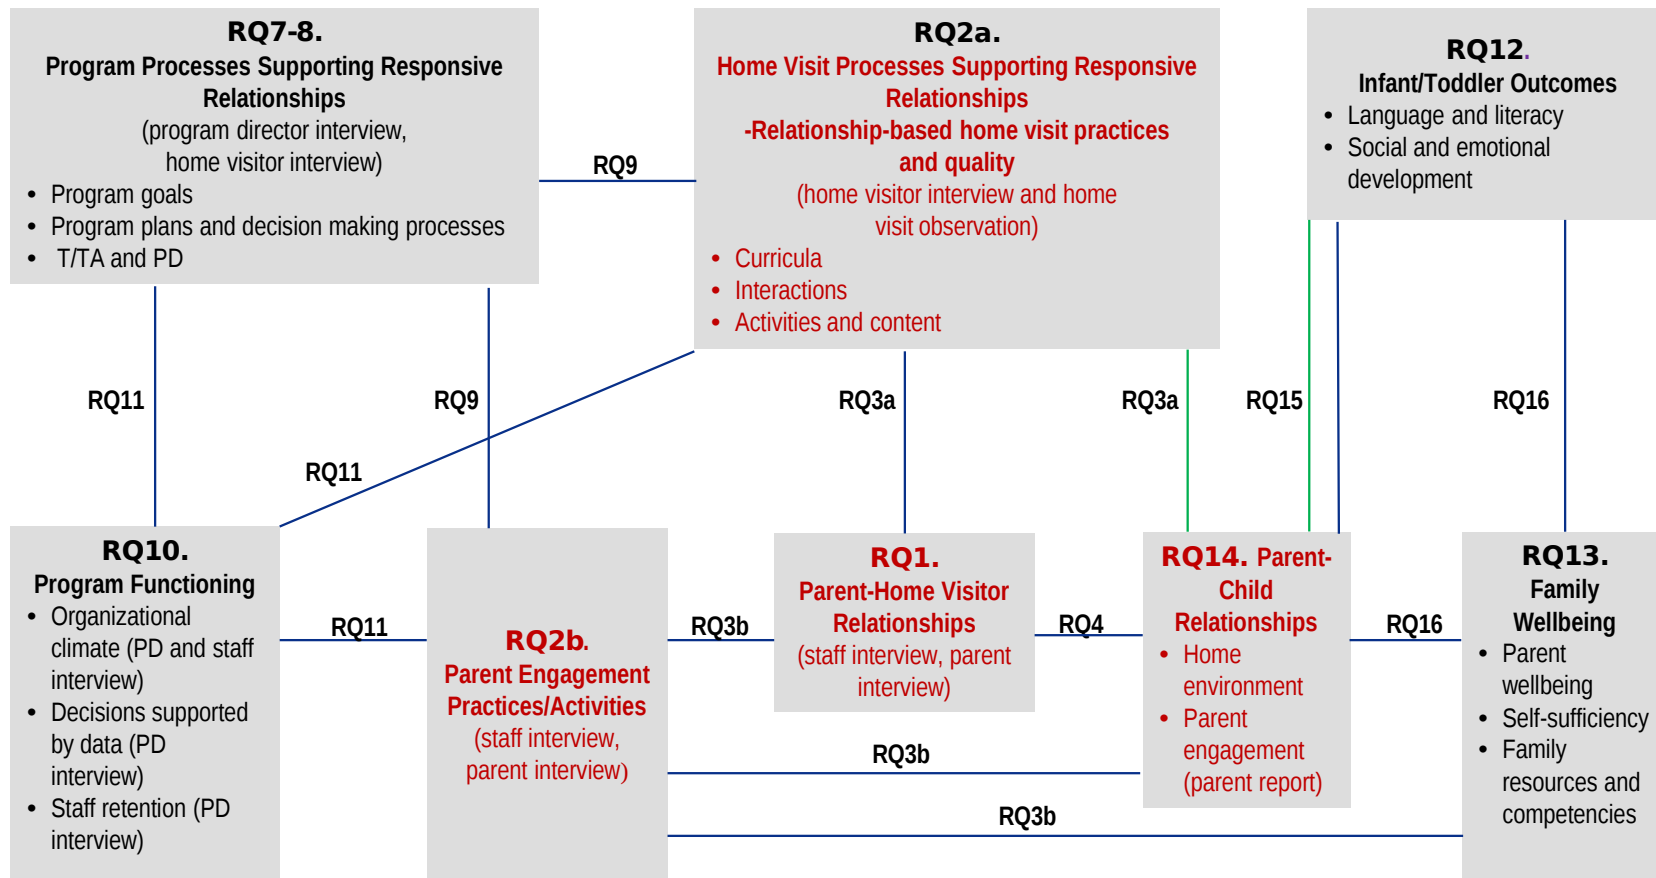 RQ7-8.
Program Processes Supporting Responsive
Relationships
(program director interview,
home visitor interview)
• Program goals
• Program plans and decision making processes
• T/TA and PD
RQ9
RQ2a.
Home Visit Processes Supporting Responsive
Relationships
-Relationship-based home visit practices
and quality
(home visitor interview and home
visit observation)
• Curricula
• Interactions
• Activities and content
RQ12.
Infant/Toddler Outcomes
• Language and literacy
• Social and emotional
development
RQ11
RQ9
RQ3a
RQ3a
RQ15
RQ16
RQ11
RQ10.
Program Functioning
• Organizational
climate (PD and staff
interview)
• Decisions supported
by data (PD
interview)
• Staff retention (PD
interview)
RQ11
RQ2b.
Parent Engagement
Practices/Activities
(staff interview,
parent interview)
RQ3b
RQ1.
Parent-Home Visitor
Relationships
(staff interview, parent
interview)
RQ4
RQ14. Parent-
Child
Relationships
• Home
environment
• Parent
engagement
(parent report)
RQ16
RQ13.
Family
Wellbeing
• Parent
wellbeing
• Self-sufficiency
• Family
resources and
competencies
RQ3b
RQ3b